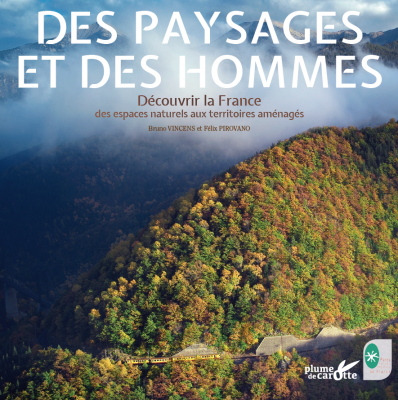 DES PAYSAGES
ET DES HOMMES
Découvrir la France
des espaces naturels aux territoires aménagés
Bruno VINCENS et Félix PIROVANO
plume
de carotte